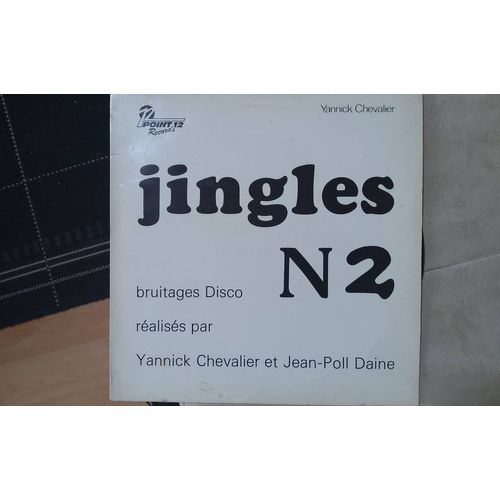 POINT 12
Records
Yannick Chevalier
jingles
N2
bruitages Disco
réalisés par
Yannick Chevalier et Jean-Poll Daine